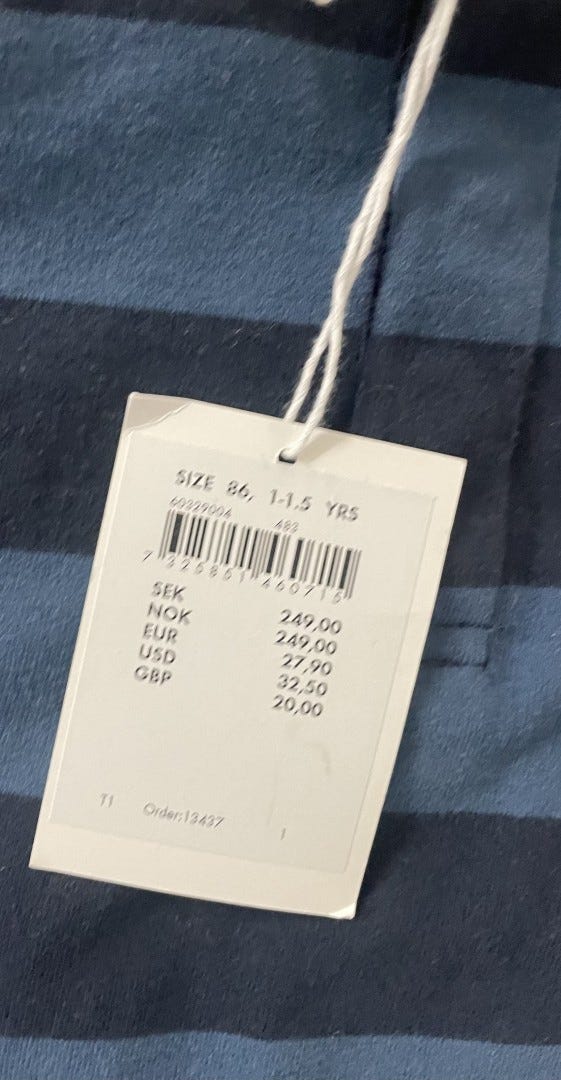 SIZE 86, 1-1,5 YRS
60329004 483
7 325851 460715
SEK 249,00
NOK 249,00
EUR 27,90
USD 32,50
GBP 20,00
T1 Order:13437 1